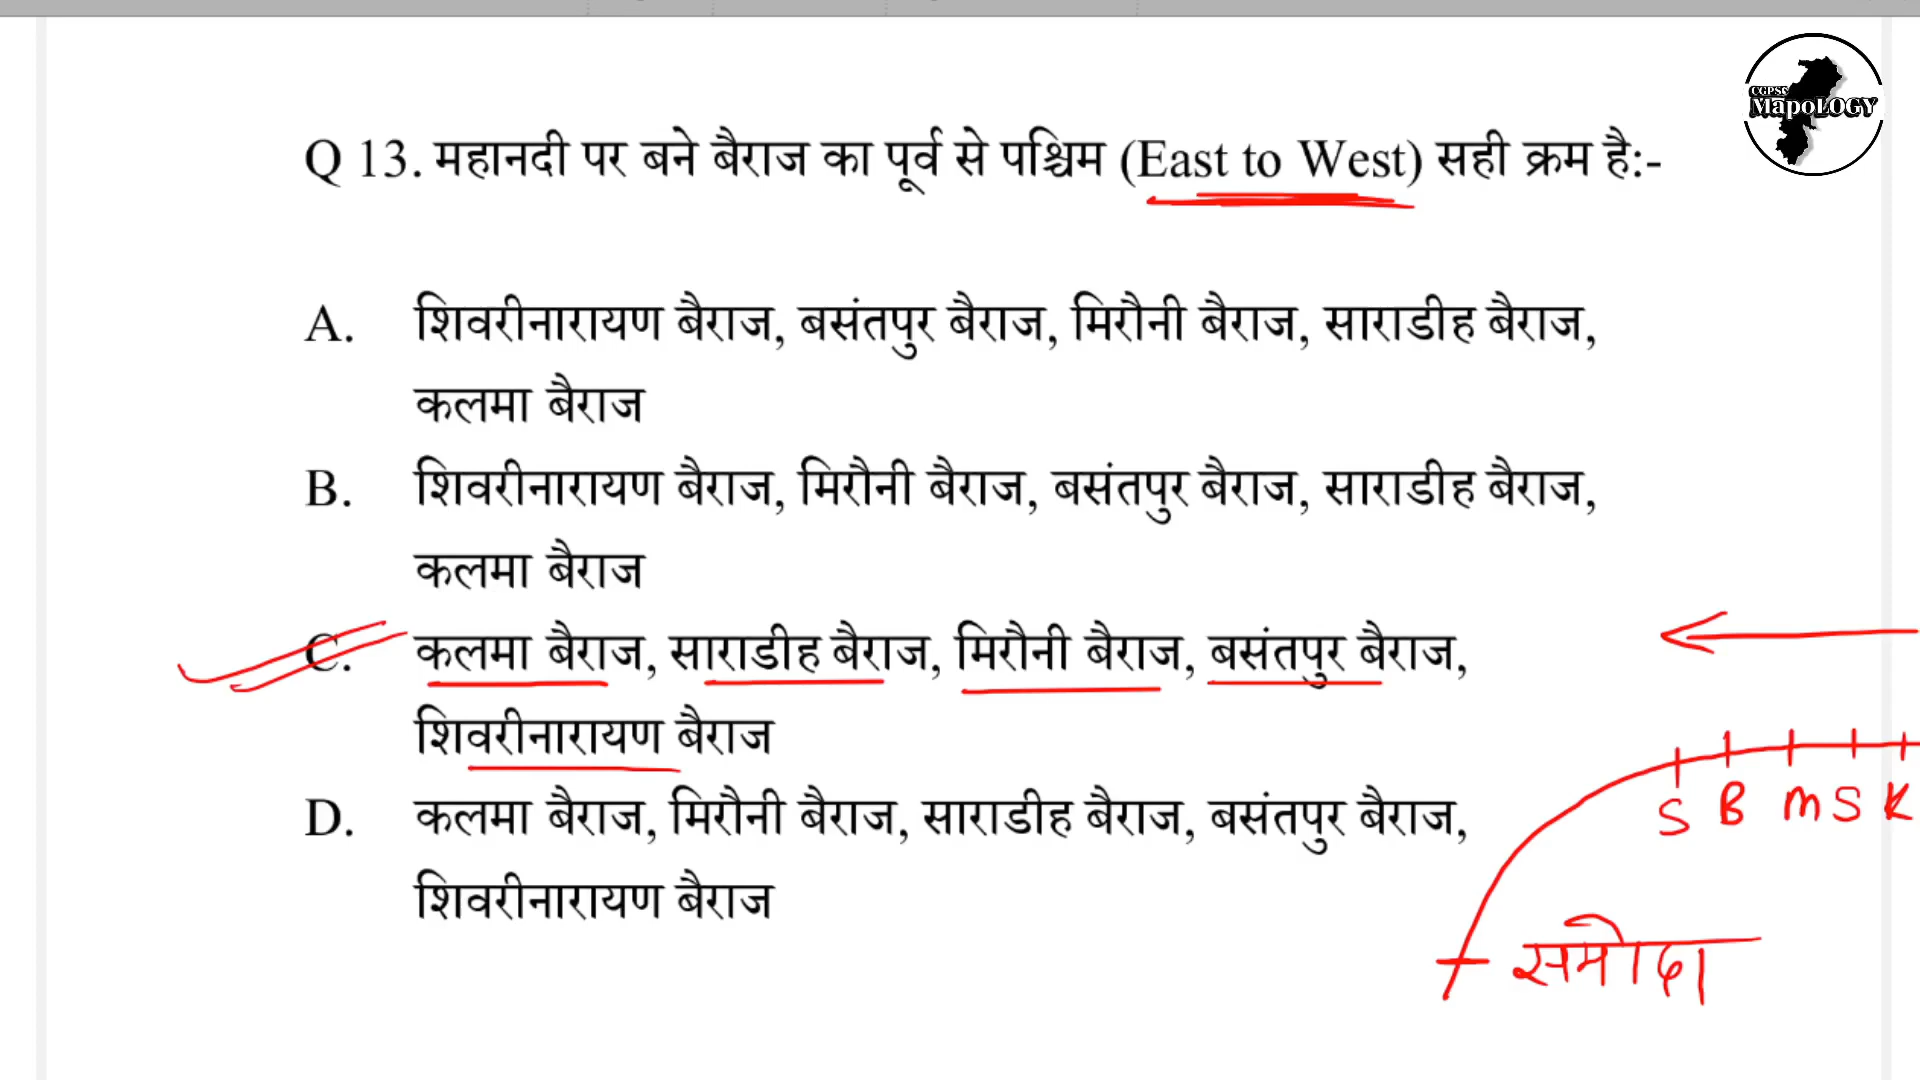 CGPSC
MapoLOGY
Q 13. महानदी पर बने बैराज का पूर्व से पश्चिम (East to West) सही क्रम है:-
A. शिवरीनारायण बैराज, बसंतपुर बैराज, मिरौनी बैराज, साराडीह बैराज,
कलमा बैराज
B. शिवरीनारायण बैराज, मिरौनी बैराज, बसंतपुर बैराज, साराडीह बैराज,
कलमा बैराज
C. कलमा बैराज, साराडीह बैराज, मिरौनी बैराज, बसंतपुर बैराज,
शिवरीनारायण बैराज
D. कलमा बैराज, मिरौनी बैराज, साराडीह बैराज, बसंतपुर बैराज,
शिवरीनारायण बैराज
S B M S K
समोदा